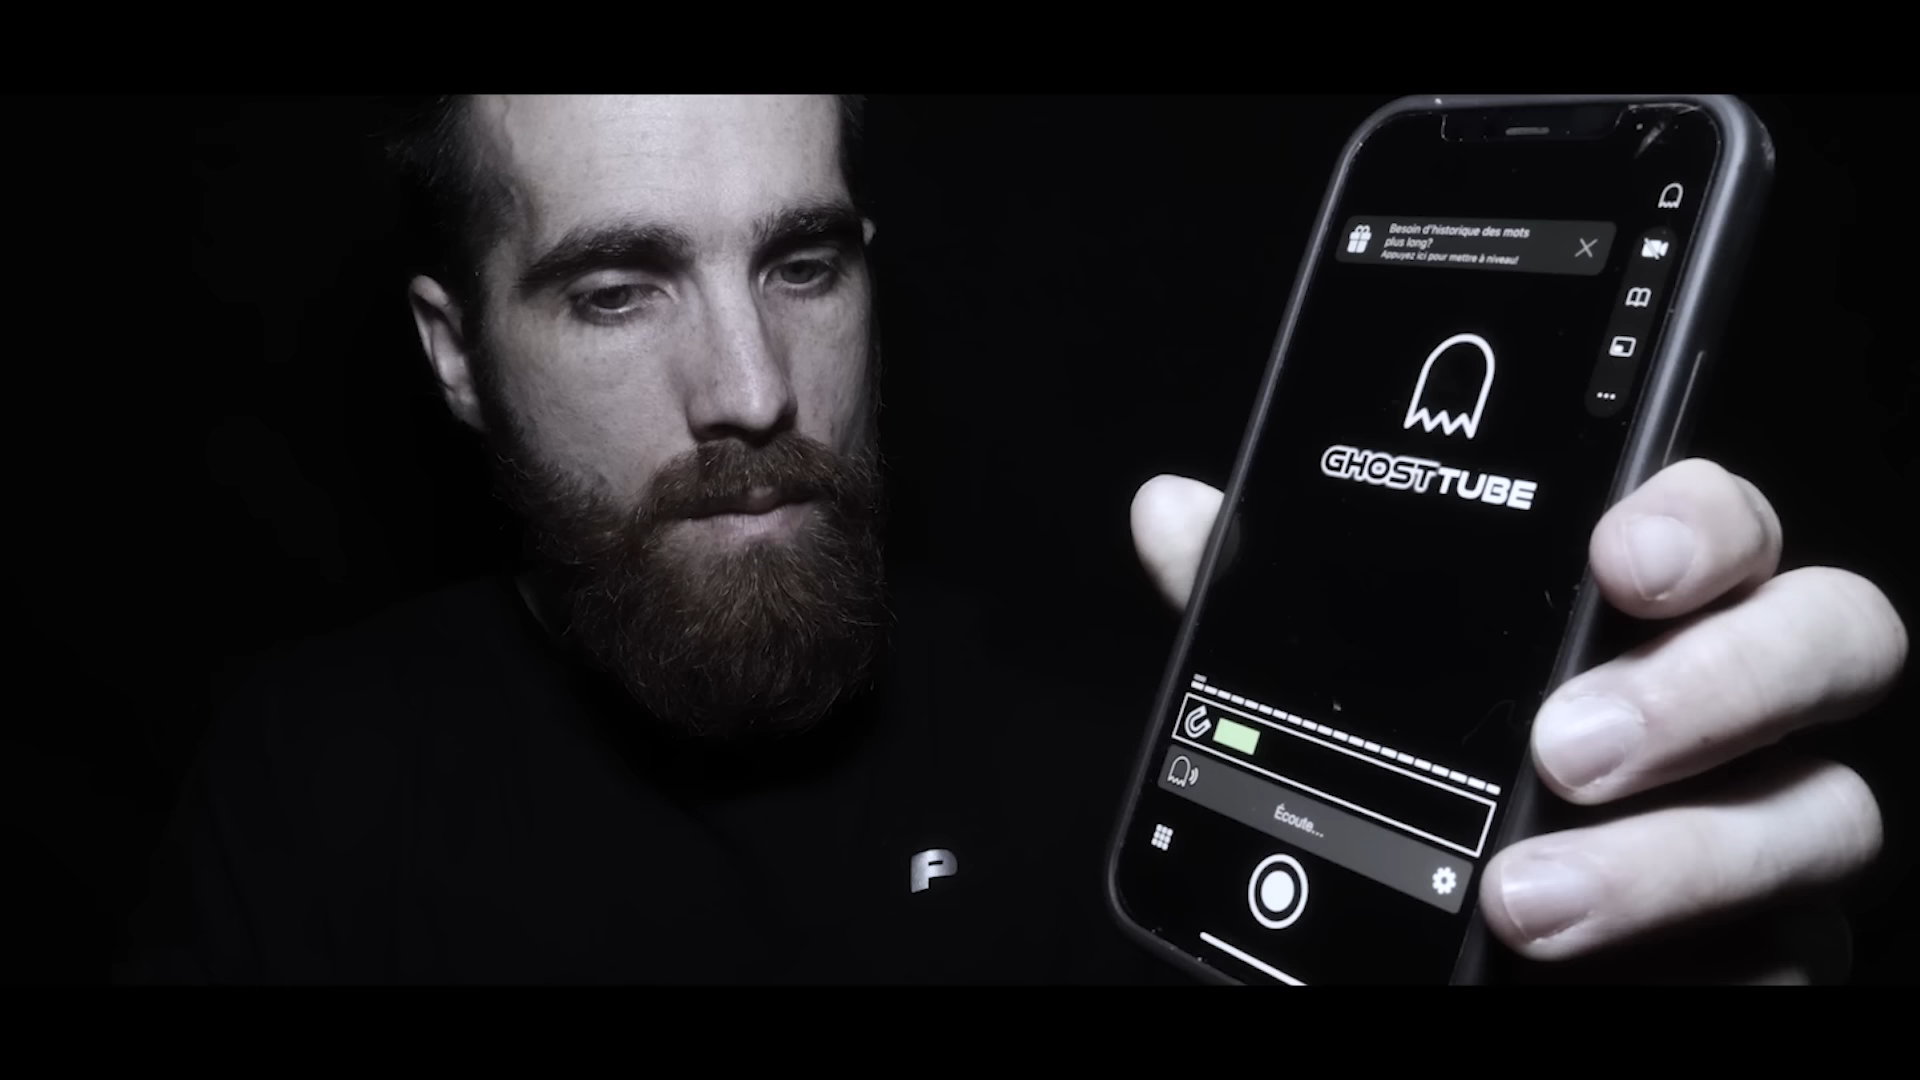 Besoin d'historique des mots
plus long?
Appuyez ici pour mettre à niveau!
GHOSTTUBE
Écoute...
P